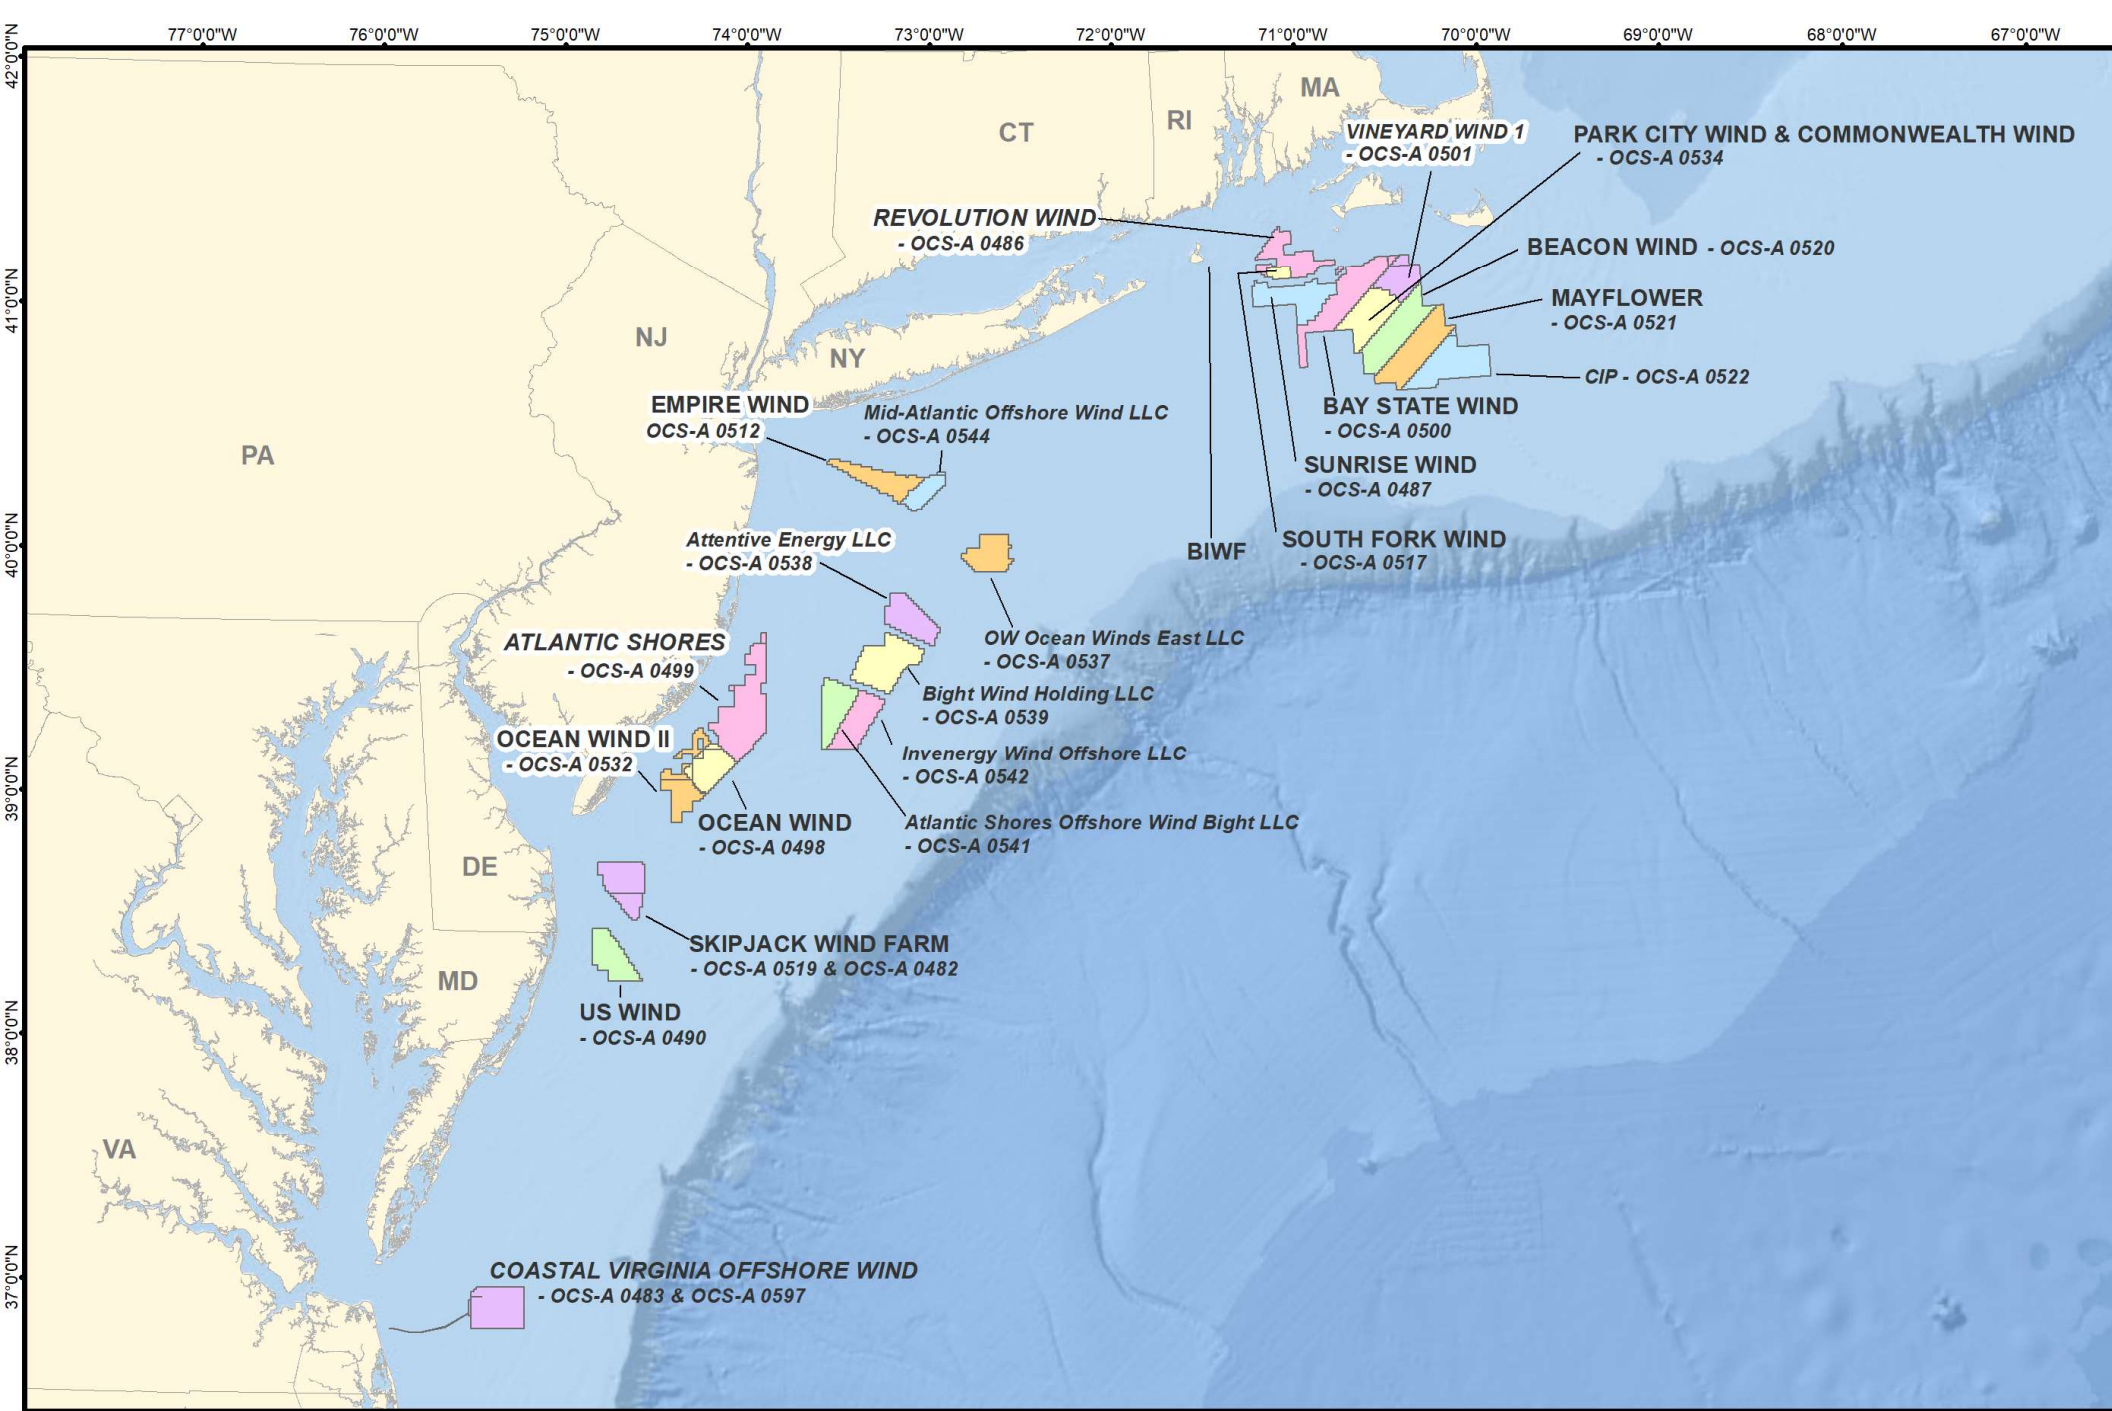 77°0'0"W 76°0'0"W 75°0'0"W 74°0'0"W 73°0'0"W 72°0'0"W 71°0'0"W 70°0'0"W 69°0'0"W 68°0'0"W 67°0'0"W
42°0'0"N
41°0'0"N
40°0'0"N
39°0'0"N
38°0'0"N
37°0'0"N
MA
CT
RI
NJ
NY
PA
DE
MD
VA
VINEYARD WIND 1
- OCS-A 0501
PARK CITY WIND & COMMONWEALTH WIND
- OCS-A 0534
REVOLUTION WIND
- OCS-A 0486
BEACON WIND - OCS-A 0520
MAYFLOWER
- OCS-A 0521
CIP - OCS-A 0522
BAY STATE WIND
- OCS-A 0500
SUNRISE WIND
- OCS-A 0487
SOUTH FORK WIND
- OCS-A 0517
BIWF
EMPIRE WIND
OCS-A 0512
Mid-Atlantic Offshore Wind LLC
- OCS-A 0544
Attentive Energy LLC
- OCS-A 0538
OW Ocean Winds East LLC
- OCS-A 0537
ATLANTIC SHORES
- OCS-A 0499
Bight Wind Holding LLC
- OCS-A 0539
OCEAN WIND II
- OCS-A 0532
Invenergy Wind Offshore LLC
- OCS-A 0542
OCEAN WIND
- OCS-A 0498
Atlantic Shores Offshore Wind Bight LLC
- OCS-A 0541
SKIPJACK WIND FARM
- OCS-A 0519 & OCS-A 0482
US WIND
- OCS-A 0490
COASTAL VIRGINIA OFFSHORE WIND
- OCS-A 0483 & OCS-A 0597